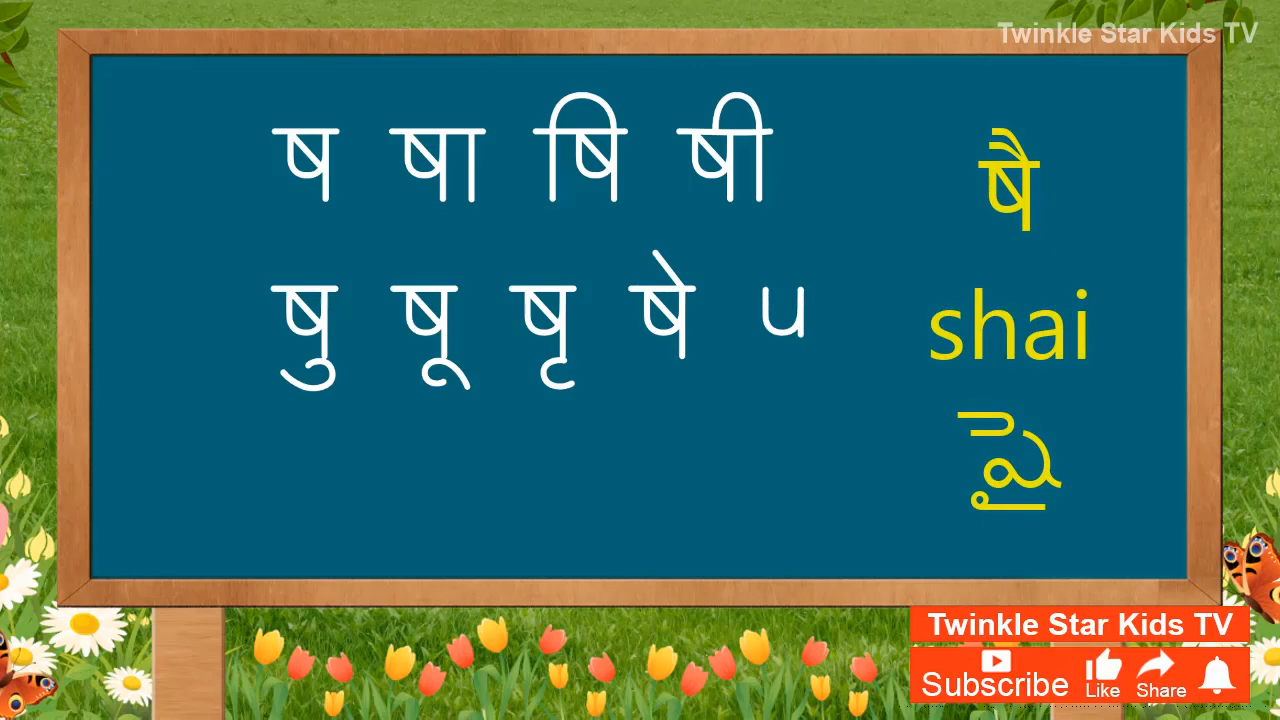 Twinkle Star Kids TV
ष षा षि षी
षु षू षृ षे
षै
shai
షై
Twinkle Star Kids TV
Subscribe Like Share